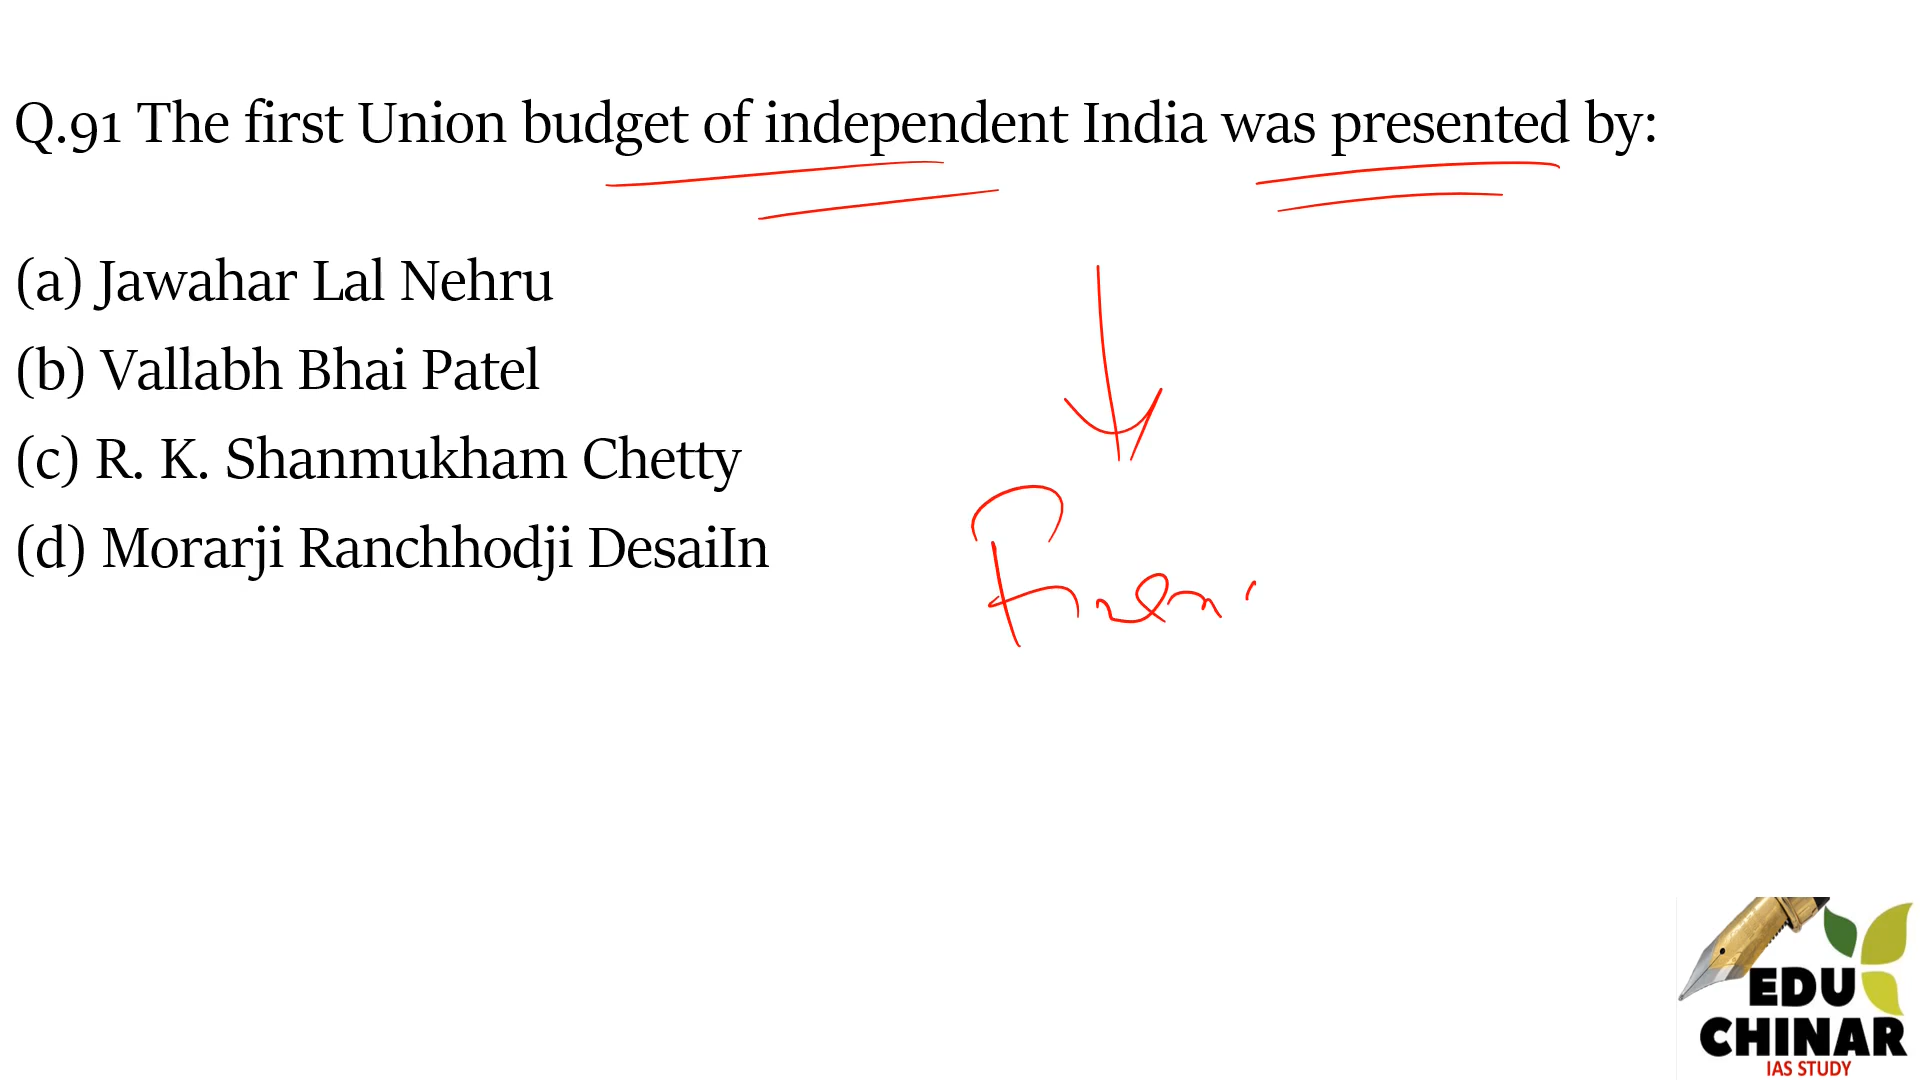 Q.91 The first Union budget of independent India was presented by:
(a) Jawahar Lal Nehru
(b) Vallabh Bhai Patel
(c) R. K. Shanmukham Chetty
(d) Morarji Ranchhodji DesaiIn
EDU
CHINAR
IAS STUDY